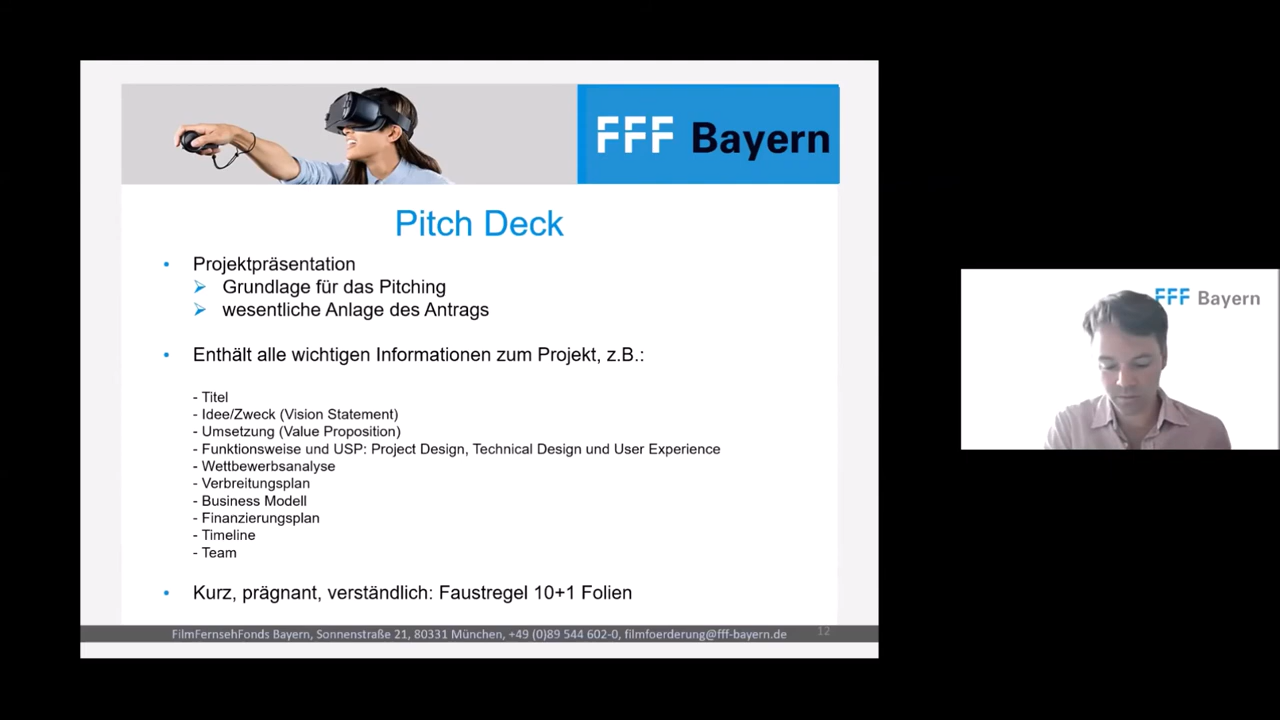 FFF Bayern
Pitch Deck
• Projektpräsentation
➢ Grundlage für das Pitching
➢ wesentliche Anlage des Antrags
• Enthält alle wichtigen Informationen zum Projekt, z.B.:
- Titel
- Idee/Zweck (Vision Statement)
- Umsetzung (Value Proposition)
- Funktionsweise und USP: Project Design, Technical Design und User Experience
- Wettbewerbsanalyse
- Verbreitungsplan
- Business Modell
- Finanzierungsplan
- Timeline
- Team
• Kurz, prägnant, verständlich: Faustregel 10+1 Folien
FilmFernsehFonds Bayern, Sonnenstraße 21, 80331 München, +49 (0)89 544 602-0, filmfoerderung@fff-bayern.de 12
FFF Bayern